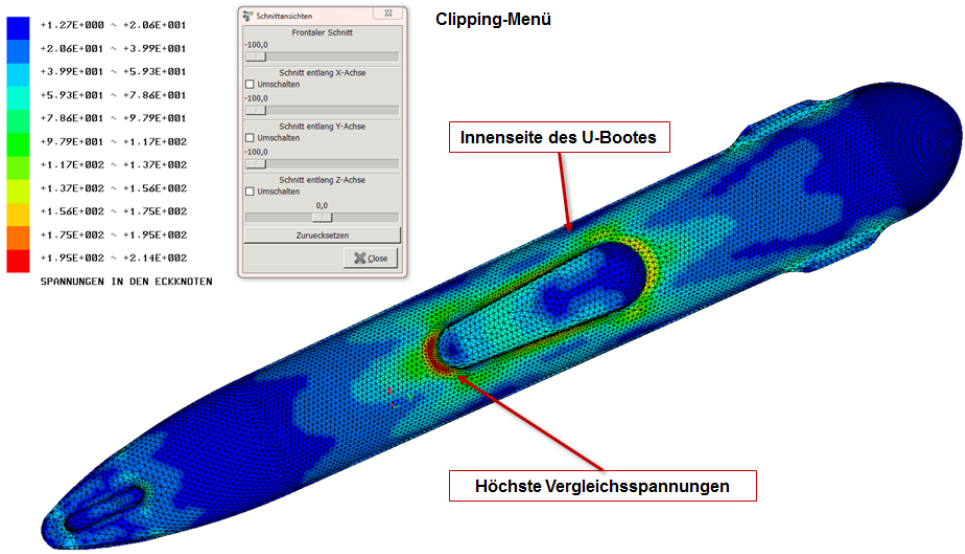 +1.27E+000 ~ +2.06E+001
+2.06E+001 ~ +3.99E+001
+3.99E+001 ~ +5.93E+001
+5.93E+001 ~ +7.86E+001
+7.86E+001 ~ +9.79E+001
+9.79E+001 ~ +1.17E+002
+1.17E+002 ~ +1.37E+002
+1.37E+002 ~ +1.56E+002
+1.56E+002 ~ +1.75E+002
+1.75E+002 ~ +1.95E+002
+1.95E+002 ~ +2.14E+002
SPANNUNGEN IN DEN ECKKNOTEN
Schnittansichten
Frontaler Schnitt
-100,0
Schnitt entlang X-Achse
Umschalten
-100,0
Schnitt entlang Y-Achse
Umschalten
-100,0
Schnitt entlang Z-Achse
Umschalten
0,0
Zuruecksetzen
Close
Clipping-Menü
Innenseite des U-Bootes
Höchste Vergleichsspannungen